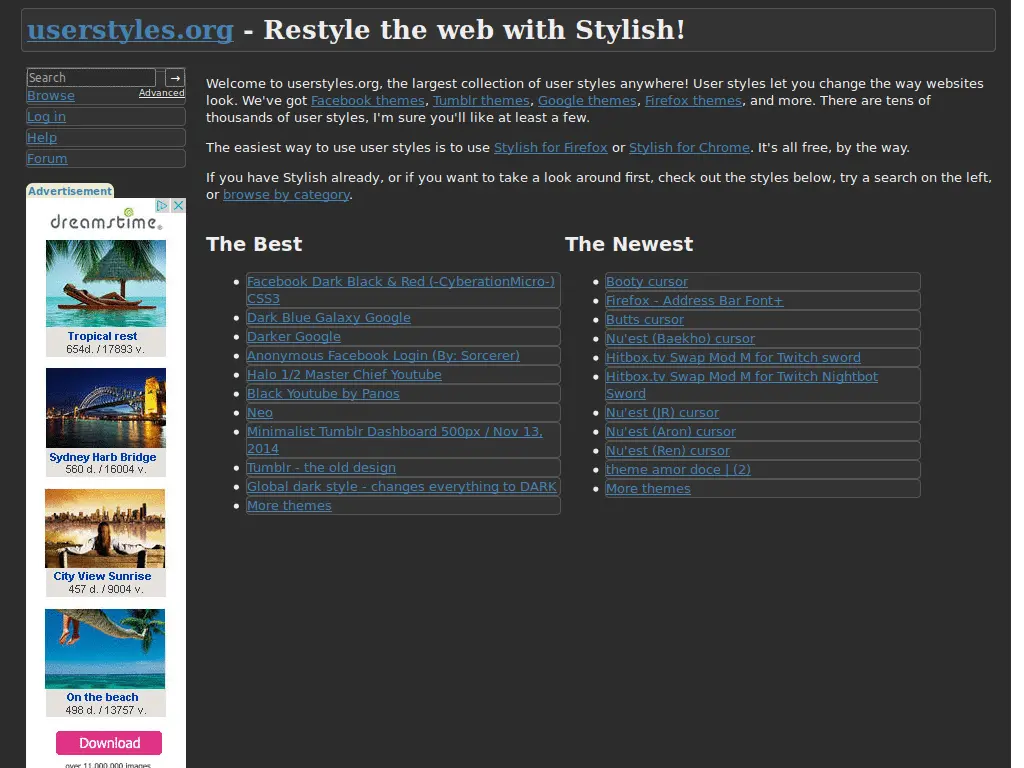 userstyles.org - Restyle the web with Stylish!
Search →
Browse Advanced
Log in
Help
Forum
Advertisement
dreamstime®
Tropical rest
654d. / 17893 v.
Sydney Harb Bridge
560 d. / 16004 v.
City View Sunrise
457 d. / 9004 v.
On the beach
498 d. / 13757 v.
Download
over 11,000,000 images
Welcome to userstyles.org, the largest collection of user styles anywhere! User styles let you change the way websites
look. We've got Facebook themes, Tumblr themes, Google themes, Firefox themes, and more. There are tens of
thousands of user styles, I'm sure you'll like at least a few.
The easiest way to use user styles is to use Stylish for Firefox or Stylish for Chrome. It's all free, by the way.
If you have Stylish already, or if you want to take a look around first, check out the styles below, try a search on the left,
or browse by category.
The Best
Facebook Dark Black & Red (-CyberationMicro-)
CSS3
Dark Blue Galaxy Google
Darker Google
Anonymous Facebook Login (By: Sorcerer)
Halo 1/2 Master Chief Youtube
Black Youtube by Panos
Neo
Minimalist Tumblr Dashboard 500px / Nov 13,
2014
Tumblr - the old design
Global dark style - changes everything to DARK
More themes
The Newest
Booty cursor
Firefox - Address Bar Font+
Butts cursor
Nu'est (Baekho) cursor
Hitbox.tv Swap Mod M for Twitch sword
Hitbox.tv Swap Mod M for Twitch Nightbot
Sword
Nu'est (JR) cursor
Nu'est (Aron) cursor
Nu'est (Ren) cursor
theme amor doce | (2)
More themes